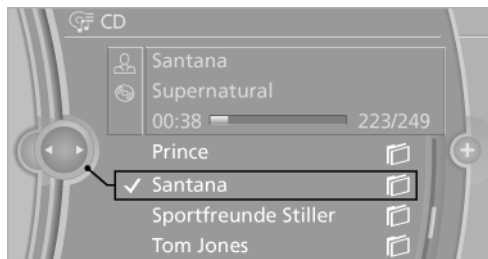 CD
Santana
Supernatural
00:38 223/249
Prince
Santana
Sportfreunde Stiller
Tom Jones